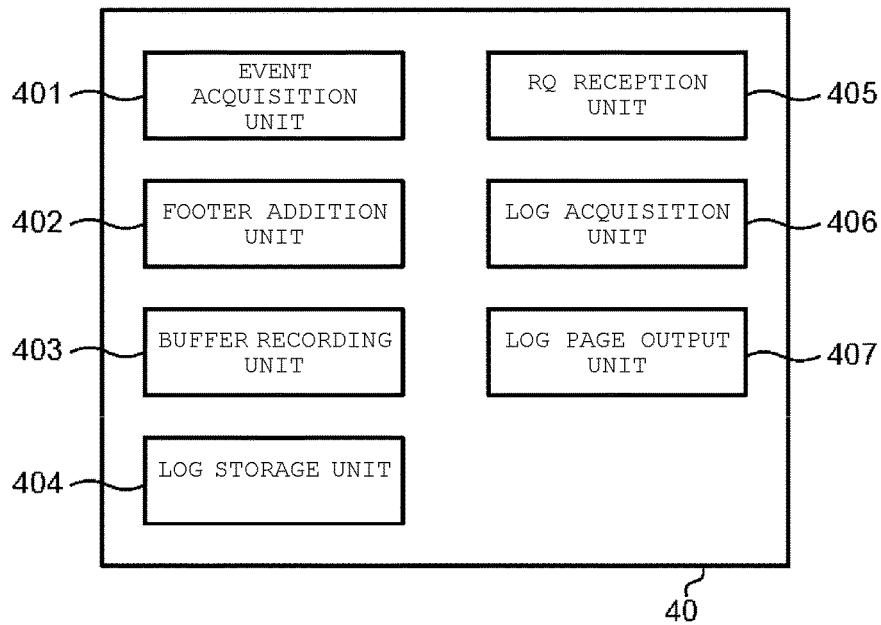 401
EVENT
ACQUISITION
UNIT
402
FOOTER ADDITION
UNIT
403
BUFFER RECORDING
UNIT
404
LOG STORAGE UNIT
RQ RECEPTION
UNIT
405
LOG ACQUISITION
UNIT
406
LOG PAGE OUTPUT
UNIT
407
40